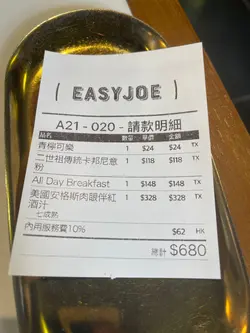 ( EASYJOE )
A21 - 020 - 請款明細
品名 數量 單價 金額
青檸可樂 1 $24 $24 TX
二世祖傳統卡邦尼意 1 $118 $118 TX
粉
All Day Breakfast 1 $148 $148 TX
美國安格斯肉眼伴紅 1 $328 $328 TX
酒汁
七成熟
內用服務費10% $62
總計 $680